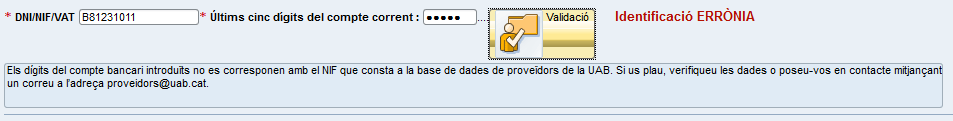 * DNI/NIF/VAT B81231011 * Últims cinc dígits del compte corrent : •••••... Validació Identificació ERRÒNIA
Els dígits del compte bancari introduïts no es corresponen amb el NIF que consta a la base de dades de proveïdors de la UAB. Si us plau, verifiqueu les dades o poseu-vos en contacte mitjançant
un correu a l'adreça proveidors@uab.cat.